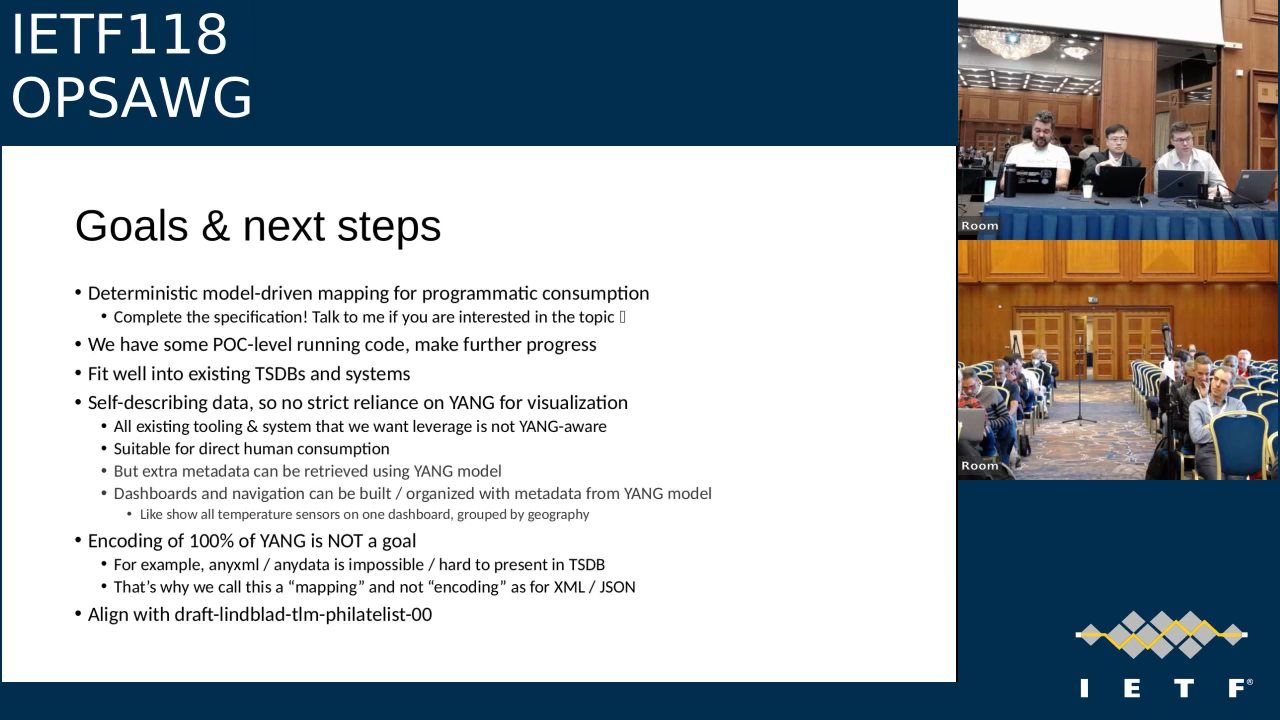 IETF118
OPSAWG
Goals & next steps
• Deterministic model-driven mapping for programmatic consumption
• Complete the specification! Talk to me if you are interested in the topic 
• We have some POC-level running code, make further progress
• Fit well into existing TSDBs and systems
• Self-describing data, so no strict reliance on YANG for visualization
• All existing tooling & system that we want leverage is not YANG-aware
• Suitable for direct human consumption
• But extra metadata can be retrieved using YANG model
• Dashboards and navigation can be built / organized with metadata from YANG model
• Like show all temperature sensors on one dashboard, grouped by geography
• Encoding of 100% of YANG is NOT a goal
• For example, anyxml / anydata is impossible / hard to present in TSDB
• That’s why we call this a “mapping” and not “encoding” as for XML / JSON
• Align with draft-lindblad-tlm-philatelist-00
Room
Room
I E T F®